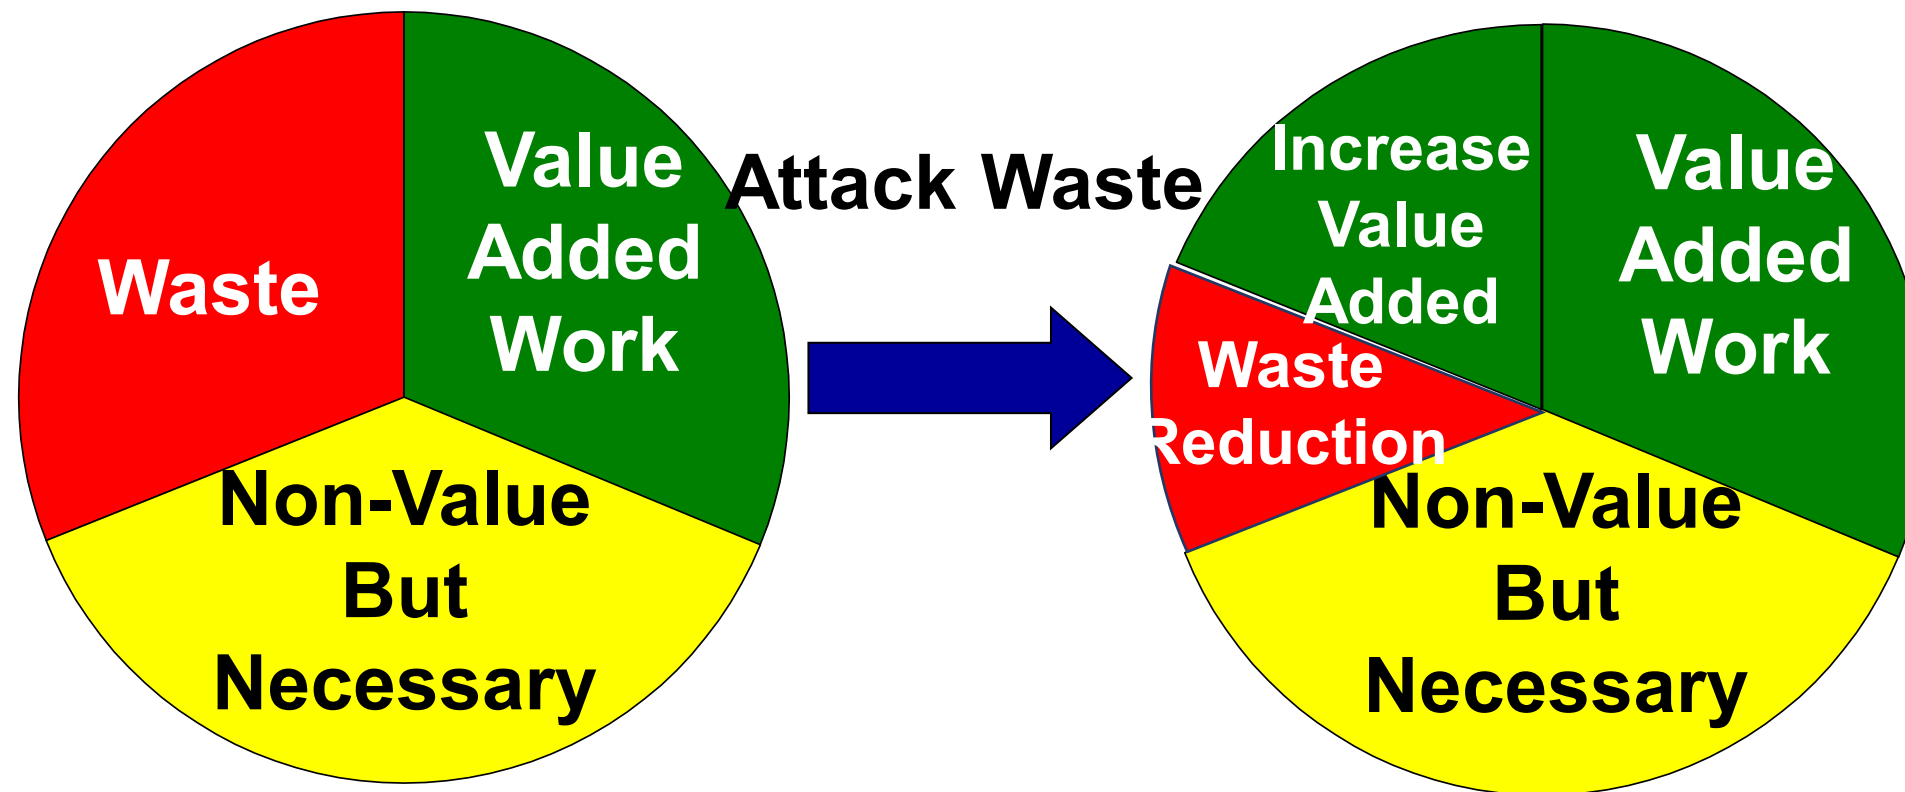 Waste
Value
Added
Work
Non-Value
But
Necessary
Attack Waste
Increase
Value
Added
Waste
Reduction
Value
Added
Work
Non-Value
But
Necessary